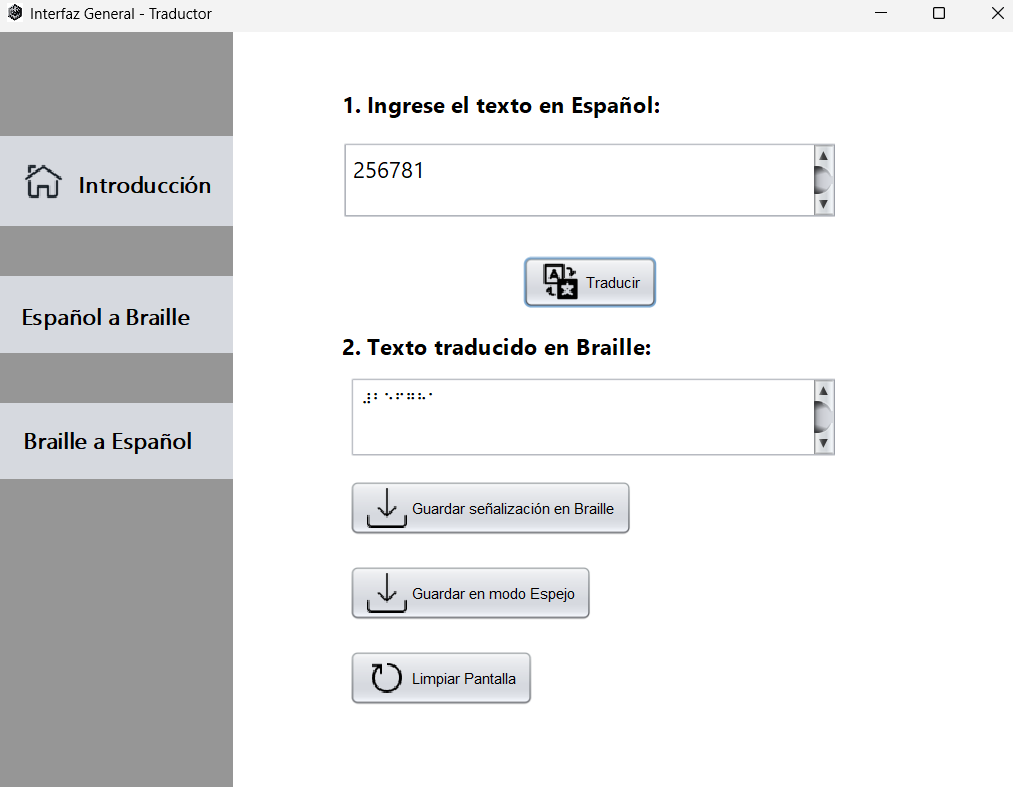 Interfaz General - Traductor
Introducción
Español a Braille
Braille a Español
1. Ingrese el texto en Español:
256781
Traducir
2. Texto traducido en Braille:
⠼⠃⠑⠋⠛⠓⠁
Guardar señalización en Braille
Guardar en modo Espejo
Limpiar Pantalla